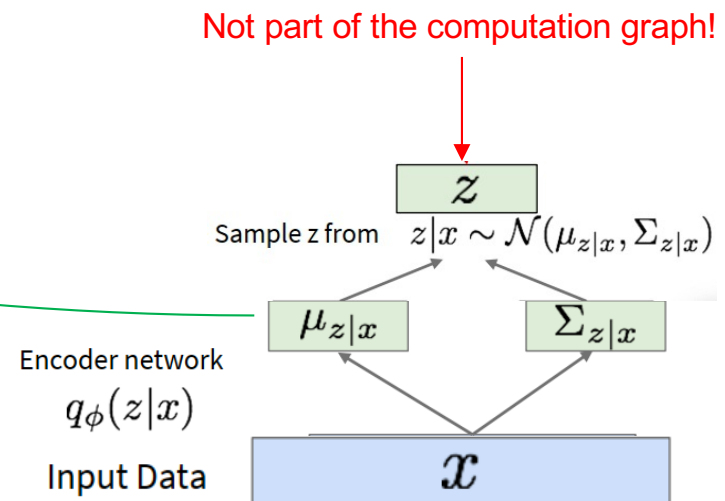 Not part of the computation graph!
z
Sample z from z|x ∼ 𝒩(μ_{z|x}, Σ_{z|x})
μ_{z|x} Σ_{z|x}
Encoder network
q_ϕ(z|x)
Input Data x